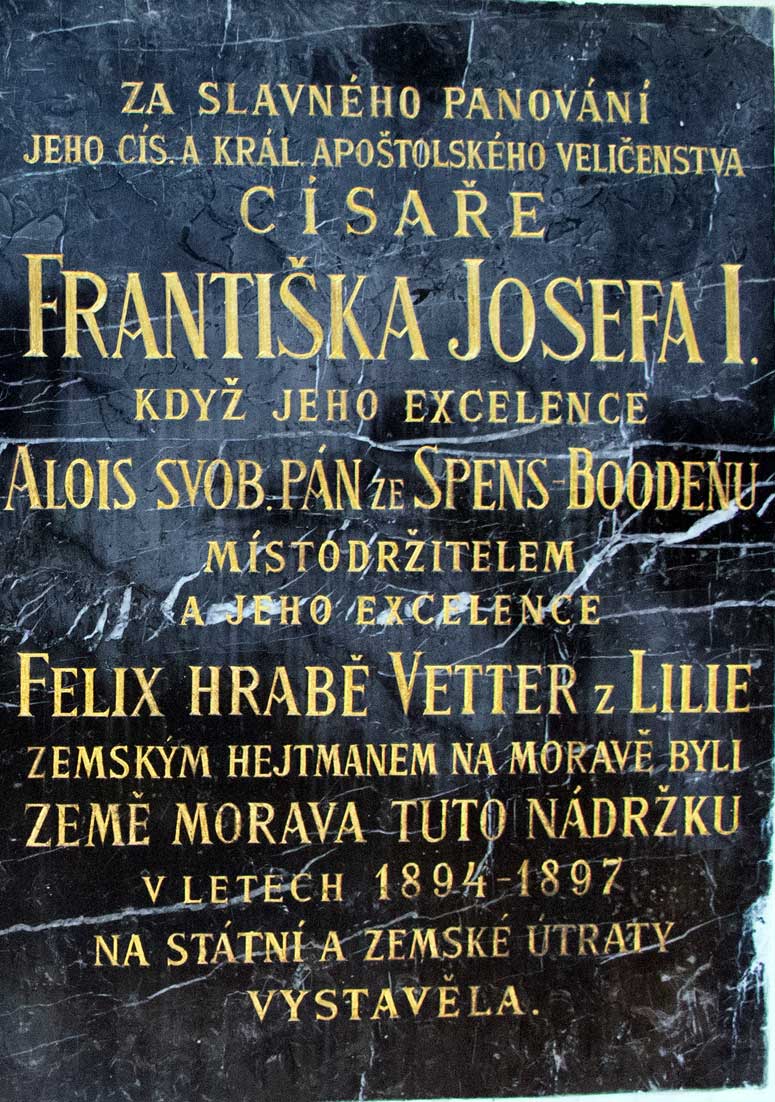 ZA SLAVNÉHO PANOVÁNÍ
JEHO CÍS. A KRÁL. APOŠTOLSKÉHO VELIČENSTVA
CÍSAŘE
FRANTIŠKA JOSEFA I.
KDYŽ JEHO EXCELENCE
ALOIS SVOB. PÁN ZE SPENS-BOODENU
MÍSTODRŽITELEM
A JEHO EXCELENCE
FELIX HRABĚ VETTER Z LILIE
ZEMSKÝM HEJTMANEM NA MORAVĚ BYLI
ZEMĚ MORAVA TUTO NÁDRŽKU
V LETECH 1894-1897
NA STÁTNÍ A ZEMSKÉ ÚTRATY
VYSTAVĚLA.